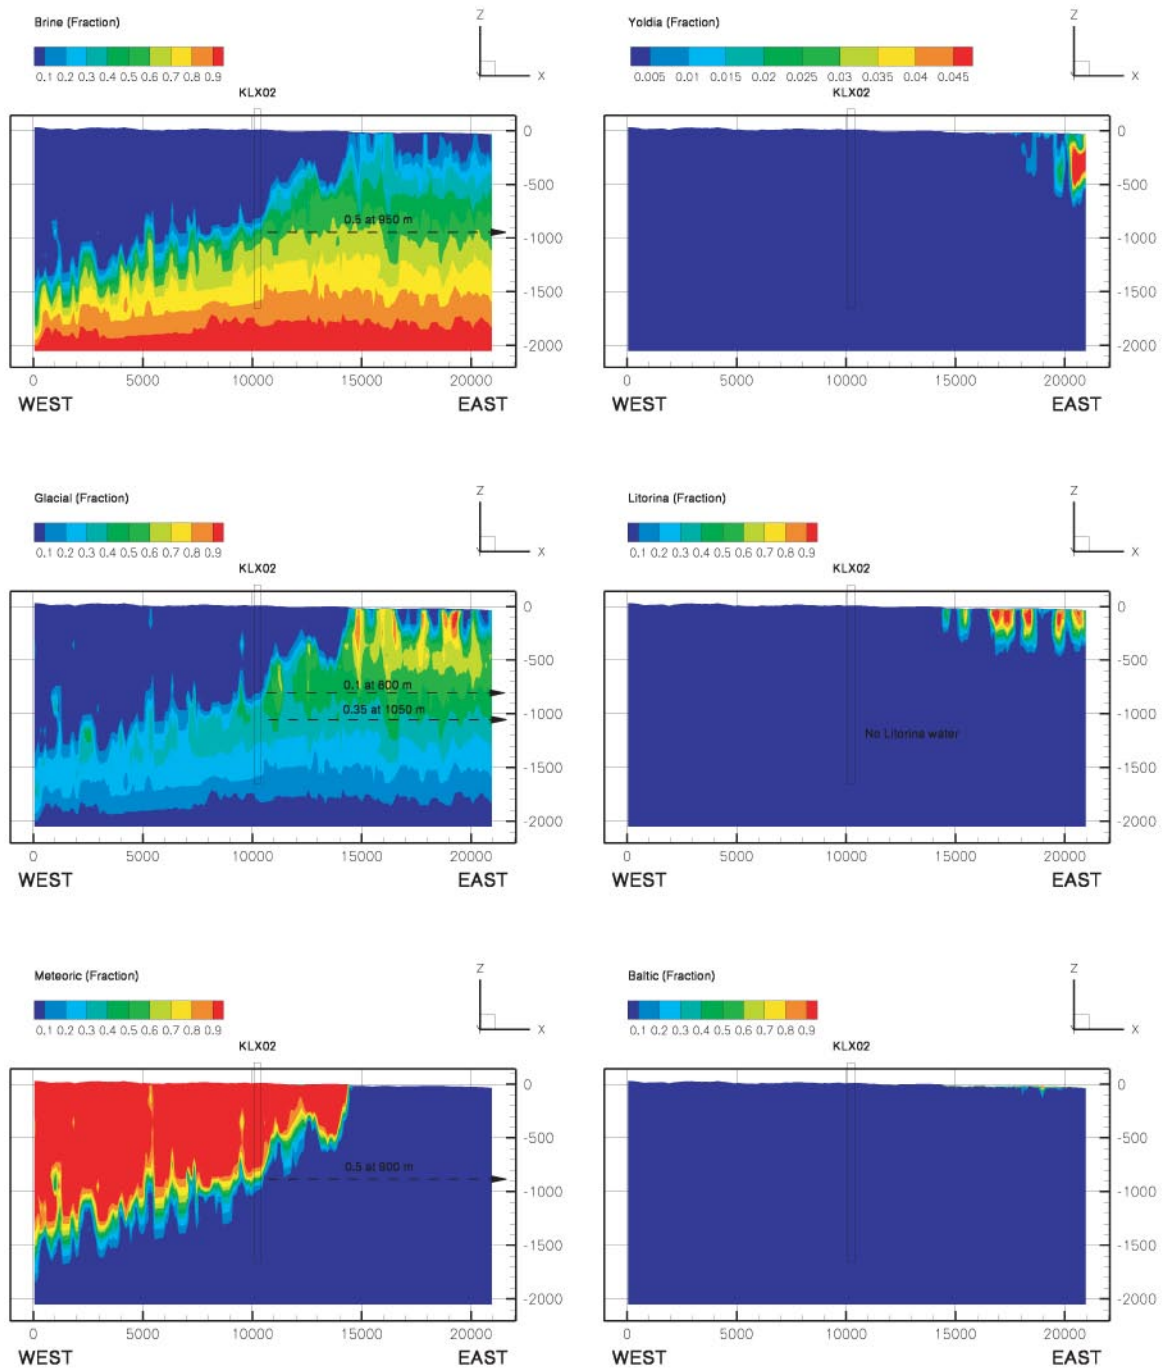 Brine (Fraction)
0.1 0.2 0.3 0.4 0.5 0.6 0.7 0.8 0.9
Z
X
KLX02
0
-500
0.5 at 950 m
-1000
-1500
-2000
0 5000 10000 15000 20000
WEST EAST
Yoldia (Fraction)
0.005 0.01 0.015 0.02 0.025 0.03 0.035 0.04 0.045
Z
X
KLX02
0
-500
-1000
-1500
-2000
0 5000 10000 15000 20000
WEST EAST
Glacial (Fraction)
0.1 0.2 0.3 0.4 0.5 0.6 0.7 0.8 0.9
Z
X
KLX02
0
-500
0.1 at 800 m
0.35 at 1050 m
-1000
-1500
-2000
0 5000 10000 15000 20000
WEST EAST
Litorina (Fraction)
0.1 0.2 0.3 0.4 0.5 0.6 0.7 0.8 0.9
Z
X
KLX02
0
-500
-1000
No Litorina water
-1500
-2000
0 5000 10000 15000 20000
WEST EAST
Meteoric (Fraction)
0.1 0.2 0.3 0.4 0.5 0.6 0.7 0.8 0.9
Z
X
KLX02
0
-500
0.5 at 900 m
-1000
-1500
-2000
0 5000 10000 15000 20000
WEST EAST
Baltic (Fraction)
0.1 0.2 0.3 0.4 0.5 0.6 0.7 0.8 0.9
Z
X
KLX02
0
-500
-1000
-1500
-2000
0 5000 10000 15000 20000
WEST EAST